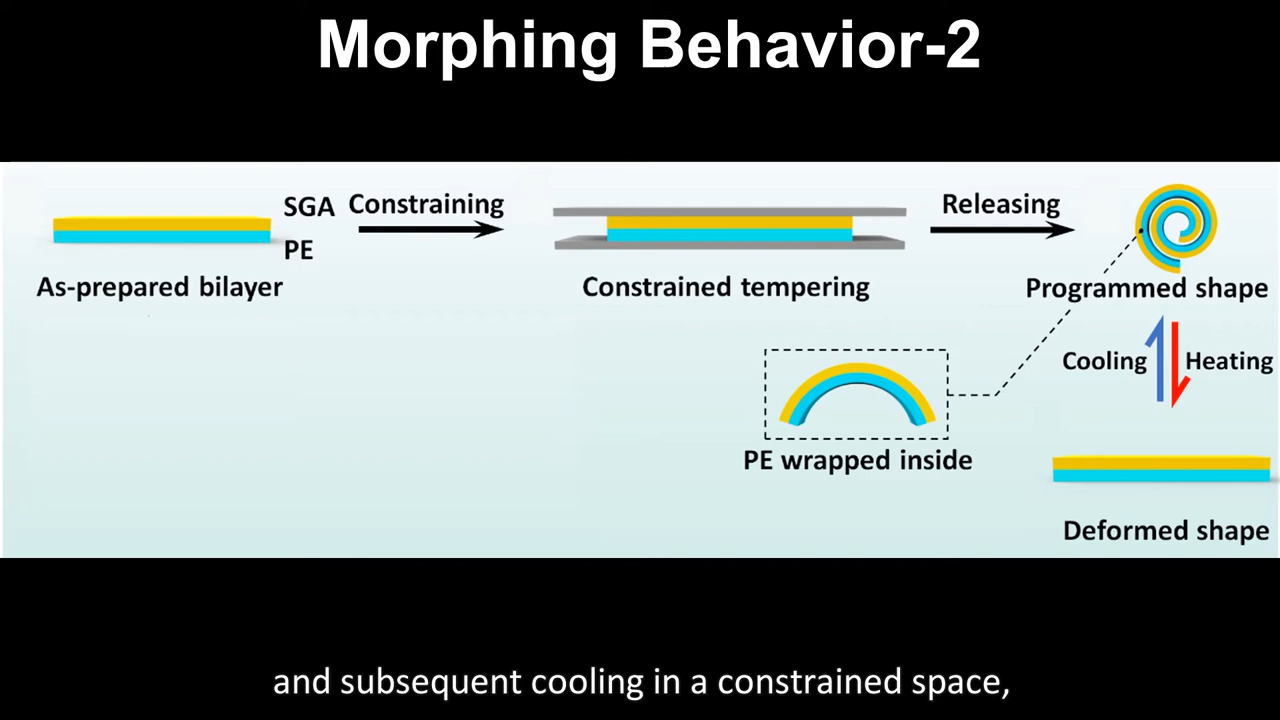 Morphing Behavior-2
SGA
PE
As-prepared bilayer
Constraining
Constrained tempering
Releasing
Programmed shape
Cooling
Heating
PE wrapped inside
Deformed shape
and subsequent cooling in a constrained space,